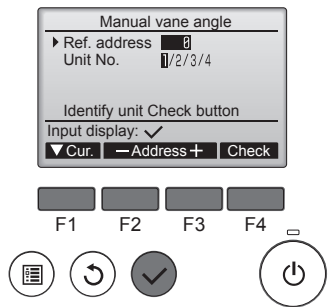 Manual vane angle
Ref. address 0
Unit No. 1/2/3/4
Identify unit Check button
Input display: ✓
▼ Cur. − Address + Check
F1 F2 F3 F4